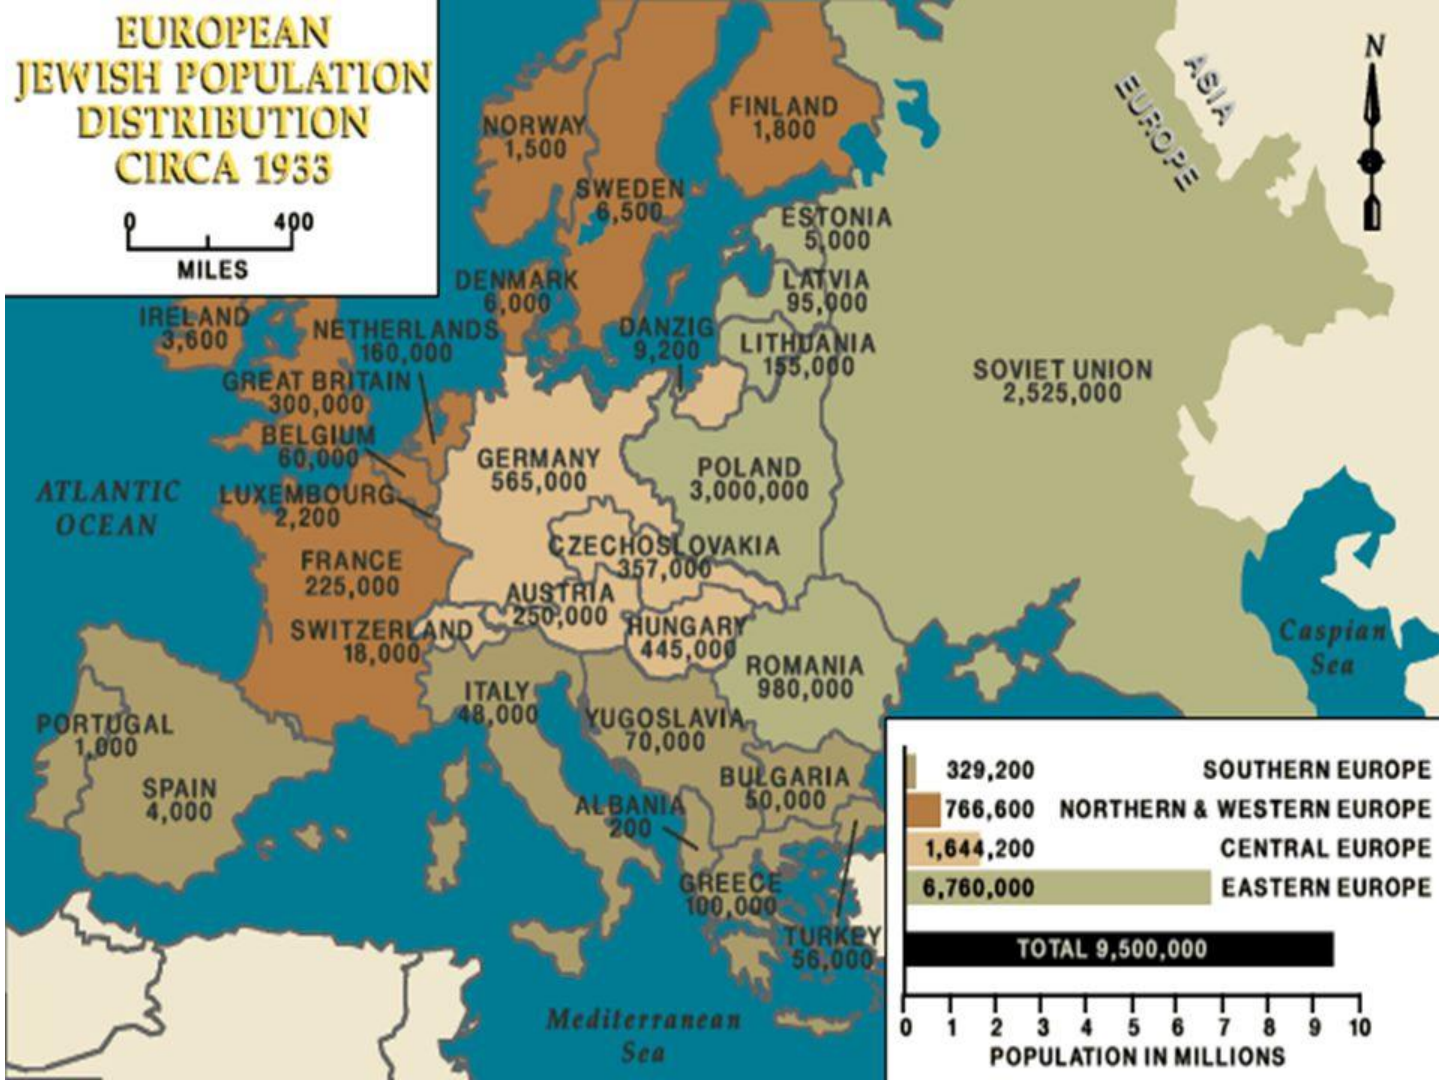 EUROPEAN
JEWISH POPULATION
DISTRIBUTION
CIRCA 1933
0 400
MILES
N
ASIA
EUROPE
NORWAY
1,500
FINLAND
1,800
SWEDEN
6,500
ESTONIA
5,000
DENMARK
6,000
LATVIA
95,000
IRELAND
3,600
NETHERLANDS
160,000
DANZIG
9,200
LITHUANIA
155,000
GREAT BRITAIN
300,000
SOVIET UNION
2,525,000
BELGIUM
60,000
GERMANY
565,000
POLAND
3,000,000
ATLANTIC
OCEAN
LUXEMBOURG
2,200
CZECHOSLOVAKIA
357,000
FRANCE
225,000
AUSTRIA
250,000
SWITZERLAND
18,000
HUNGARY
445,000
Caspian
Sea
ROMANIA
980,000
ITALY
48,000
PORTUGAL
1,000
YUGOSLAVIA
70,000
SPAIN
4,000
BULGARIA
50,000
ALBANIA
200
GREECE
100,000
TURKEY
56,000
Mediterranean
Sea
329,200 SOUTHERN EUROPE
766,600 NORTHERN & WESTERN EUROPE
1,644,200 CENTRAL EUROPE
6,760,000 EASTERN EUROPE
TOTAL 9,500,000
0 1 2 3 4 5 6 7 8 9 10
POPULATION IN MILLIONS